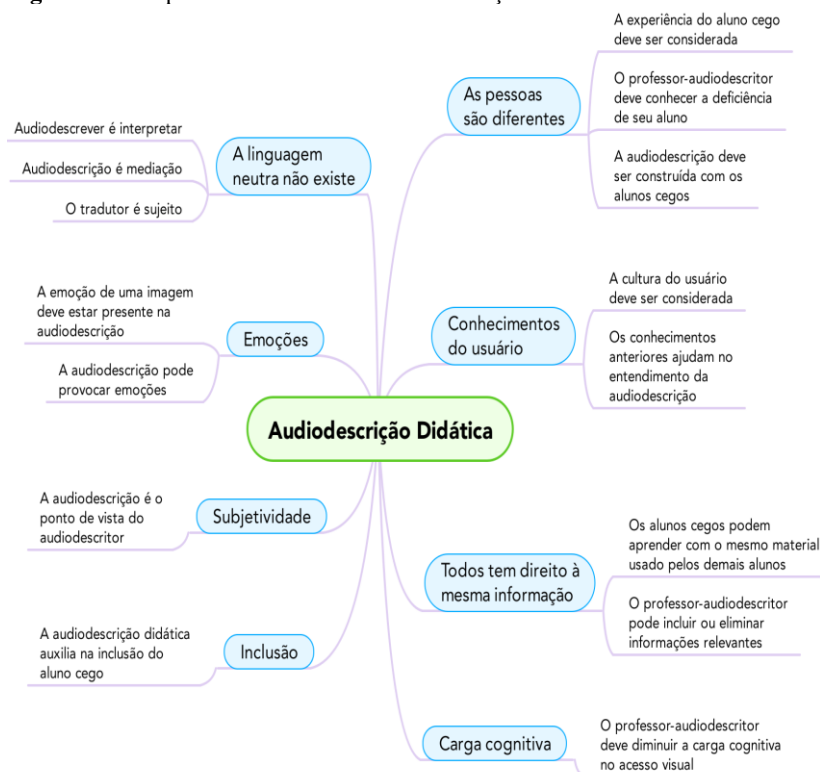 A experiência do aluno cego
deve ser considerada
As pessoas
são diferentes
O professor-audiodescritor
deve conhecer a deficiência
de seu aluno
A audiodescrição deve
ser construída com os
alunos cegos
Audiodescrever é interpretar
Audiodescrição é mediação
O tradutor é sujeito
A linguagem
neutra não existe
A emoção de uma imagem
deve estar presente na
audiodescrição
A audiodescrição pode
provocar emoções
Emoções
Conhecimentos
do usuário
A cultura do usuário
deve ser considerada
Os conhecimentos
anteriores ajudam no
entendimento da
audiodescrição
Audiodescrição Didática
A audiodescrição é o
ponto de vista do
audiodescritor
Subjetividade
Todos tem direito à
mesma informação
Os alunos cegos podem
aprender com o mesmo material
usado pelos demais alunos
O professor-audiodescritor
pode incluir ou eliminar
informações relevantes
A audiodescrição didática
auxilia na inclusão do
aluno cego
Inclusão
Carga cognitiva
O professor-audiodescritor
deve diminuir a carga cognitiva
no acesso visual